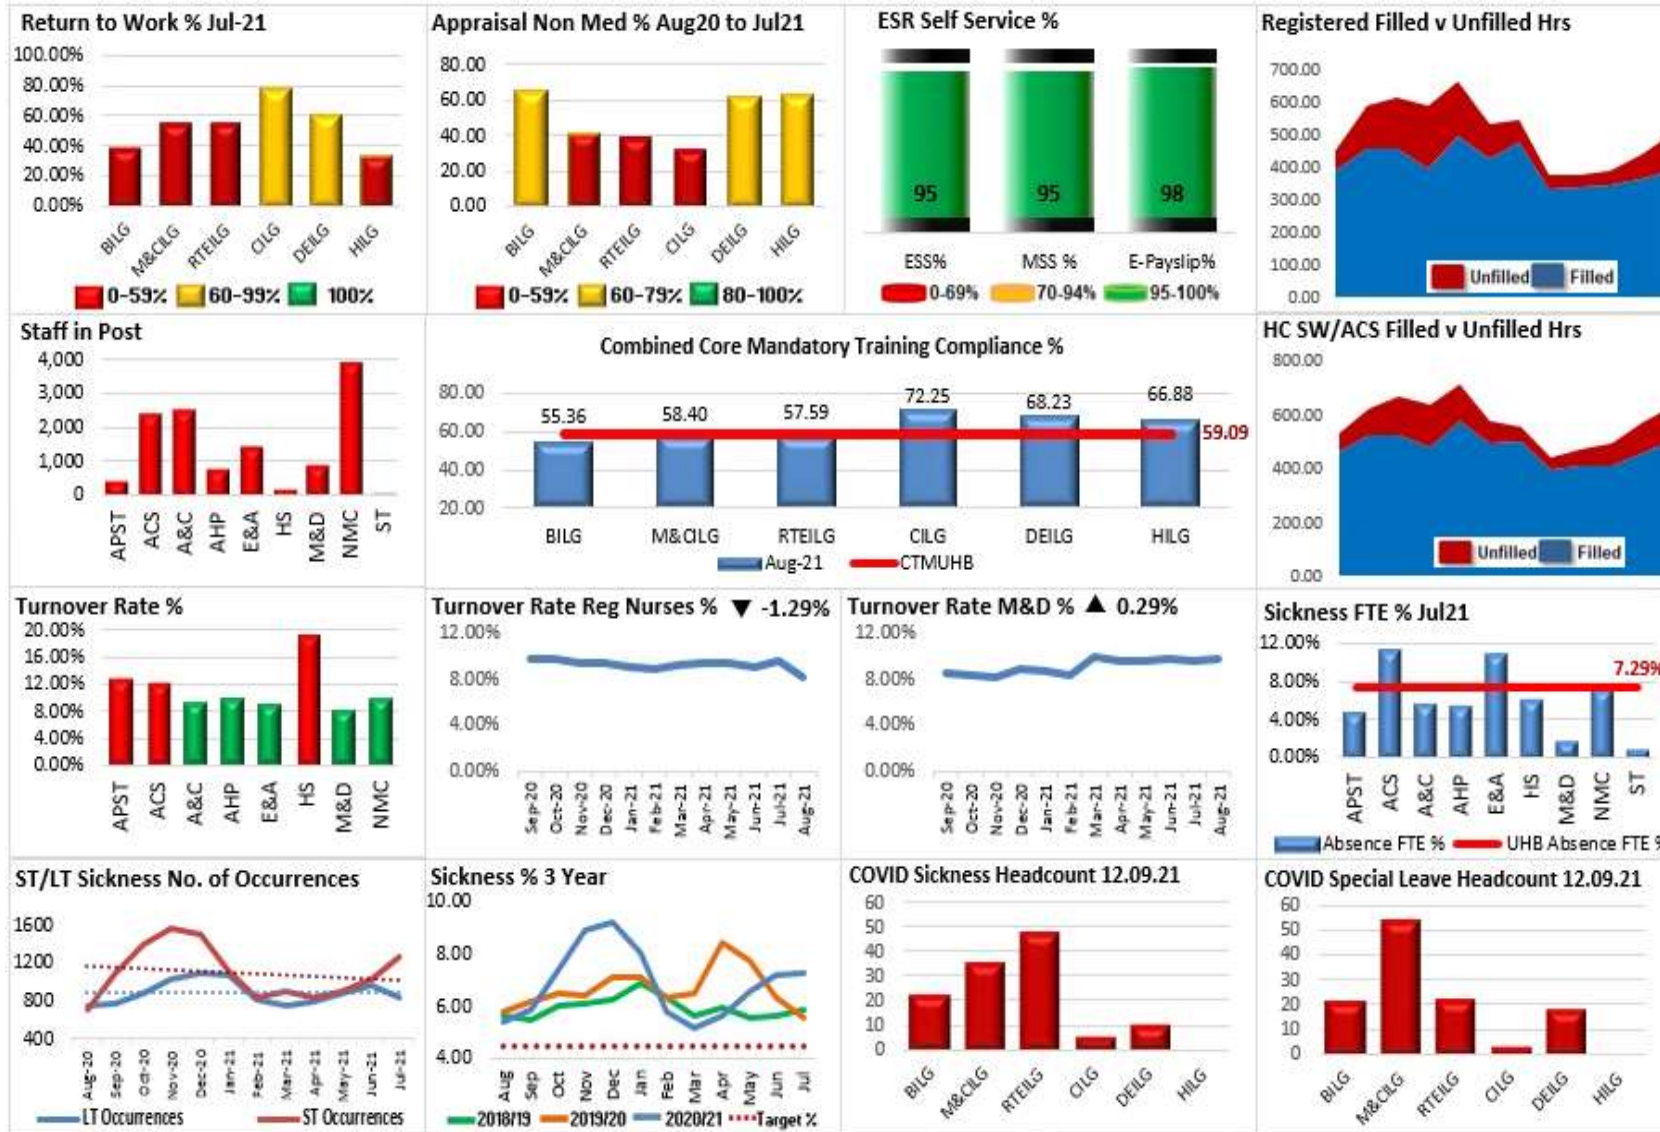 Return to Work % Jul-21
100.00%
80.00%
60.00%
40.00%
20.00%
0.00%
BILG
M&CILG
RTEILG
CILG
DEILG
HILG
0-59% 60-99% 100%
Appraisal Non Med % Aug20 to Jul21
80.00
60.00
40.00
20.00
0.00
BILG
M&CILG
RTEILG
CILG
DEILG
HILG
0-59% 60-79% 80-100%
ESR Self Service %
95 95 98
ESS% MSS % E-Payslip%
0-69% 70-94% 95-100%
Registered Filled v Unfilled Hrs
700.00
600.00
500.00
400.00
300.00
200.00
100.00
0.00
Unfilled Filled
Staff in Post
4,000
3,000
2,000
1,000
0
APST
ACS
A&C
AHP
E&A
HS
M&D
NMC
ST
Combined Core Mandatory Training Compliance %
80.00
60.00
40.00
20.00
55.36 58.40 57.59 72.25 68.23 66.88
59.09
BILG M&CILG RTEILG CILG DEILG HILG
Aug-21 CTMUHB
HC SW/ACS Filled v Unfilled Hrs
800.00
600.00
400.00
200.00
0.00
Unfilled Filled
Turnover Rate %
20.00%
16.00%
12.00%
8.00%
4.00%
0.00%
APST
ACS
A&C
AHP
E&A
HS
M&D
NMC
Turnover Rate Reg Nurses % ▼ -1.29%
12.00%
8.00%
4.00%
0.00%
Sep-20
Oct-20
Nov-20
Dec-20
Jan-21
Feb-21
Mar-21
Apr-21
May-21
Jun-21
Jul-21
Aug-21
Turnover Rate M&D % ▲ 0.29%
12.00%
8.00%
4.00%
0.00%
Sep-20
Oct-20
Nov-20
Dec-20
Jan-21
Feb-21
Mar-21
Apr-21
May-21
Jun-21
Jul-21
Aug-21
Sickness FTE % Jul21
12.00%
8.00%
4.00%
0.00%
7.29%
APST
ACS
A&C
AHP
E&A
HS
M&D
NMC
ST
Absence FTE % UHB Absence FTE %
ST/LT Sickness No. of Occurrences
1600
1200
800
400
Aug-20
Sep-20
Oct-20
Nov-20
Dec-20
Jan-21
Feb-21
Mar-21
Apr-21
May-21
Jun-21
Jul-21
LT Occurrences ST Occurrences
Sickness % 3 Year
10.00
8.00
6.00
4.00
Aug
Sep
Oct
Nov
Dec
Jan
Feb
Mar
Apr
May
Jun
Jul
2018/19 2019/20 2020/21 Target %
COVID Sickness Headcount 12.09.21
60
50
40
30
20
10
0
BILG
M&CILG
RTEILG
CILG
DEILG
HILG
COVID Special Leave Headcount 12.09.21
60
50
40
30
20
10
0
BILG
M&CILG
RTEILG
CILG
DEILG
HILG